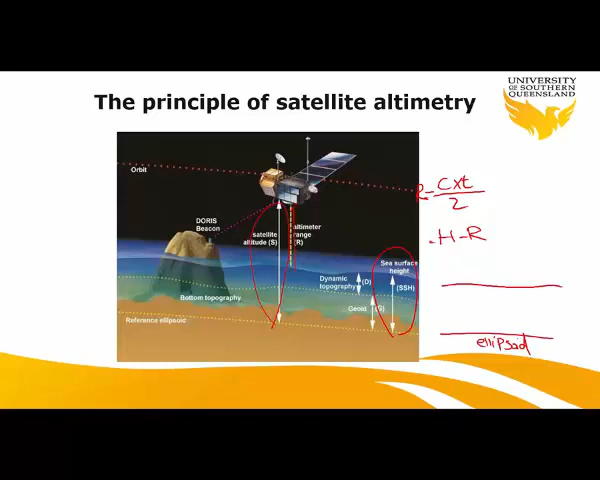 UNIVERSITY
OF SOUTHERN
QUEENSLAND
The principle of satellite altimetry
Orbit
DORIS
Beacon
satellite
altitude (S)
altimeter
range (R)
Sea surface
height
(SSH)
Dynamic
topography
(D)
Geoid
(G)
Bottom topography
Reference ellipsoid
R = C×t
2
H-R
ellipsoid